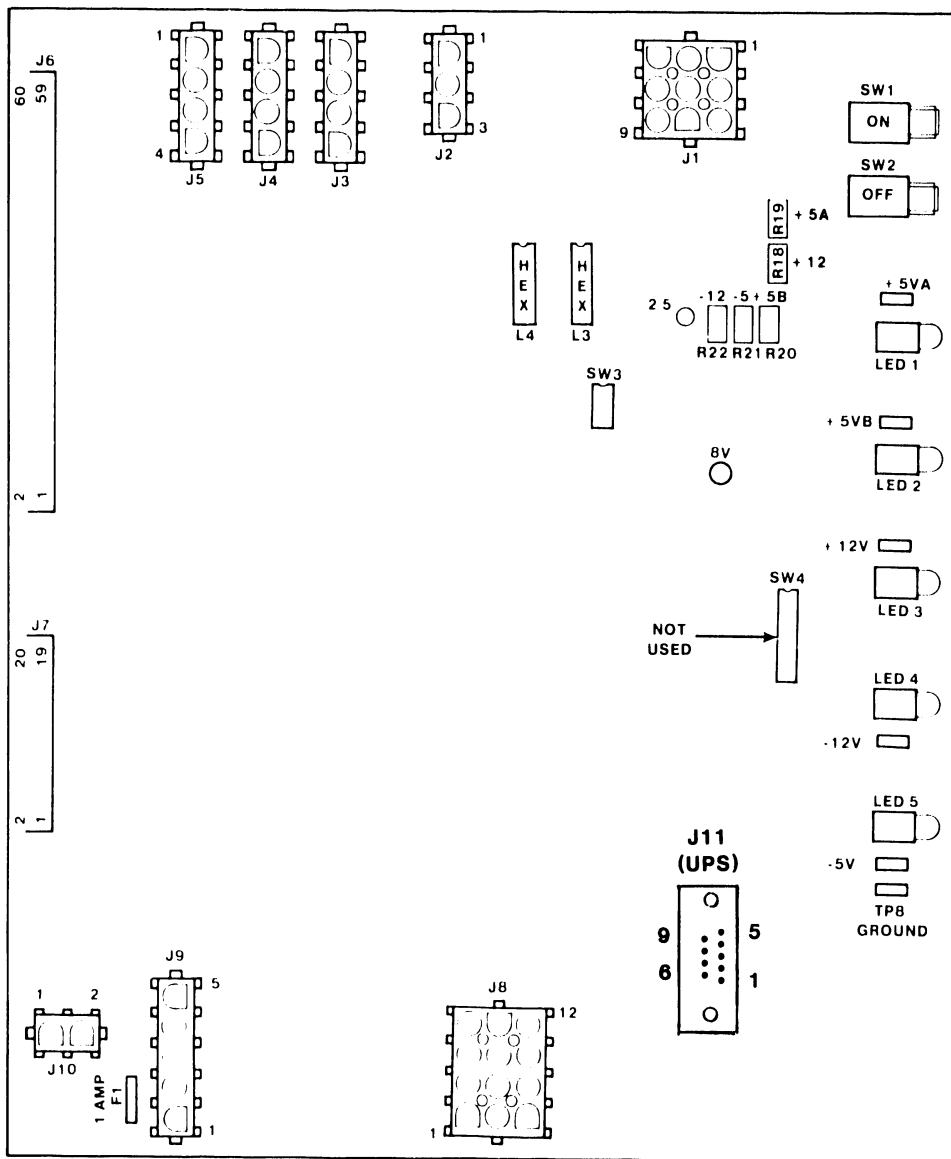 1
1
1
J6
60
59
SW1
ON
4
3
9
J5
J4
J3
J2
J1
SW2
OFF
R19
+ 5A
R18
+ 12
HEX
HEX
L4
L3
2 5
-12
-5
+ 5B
R22
R21
R20
+ 5VA
LED 1
SW3
+ 5VB
LED 2
8V
2
1
+ 12V
LED 3
SW4
NOT
USED
J7
20
19
LED 4
-12V
2
1
LED 5
-5V
TP8
GROUND
J11
(UPS)
9
5
6
1
J9
5
1
2
J10
1 AMP
F1
1
J8
12
1